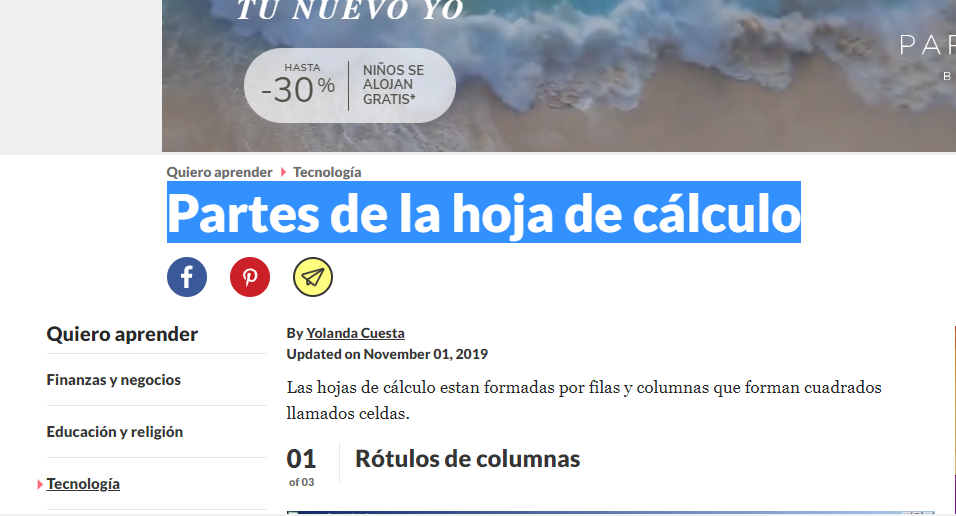 TU NUEVO YO
HASTA
-30%
NIÑOS SE
ALOJAN
GRATIS*
Quiero aprender
Tecnología
Partes de la hoja de cálculo
Quiero aprender
Finanzas y negocios
Educación y religión
Tecnología
By Yolanda Cuesta
Updated on November 01, 2019
Las hojas de cálculo estan formadas por filas y columnas que forman cuadrados
llamados celdas.
01
of 03
Rótulos de columnas